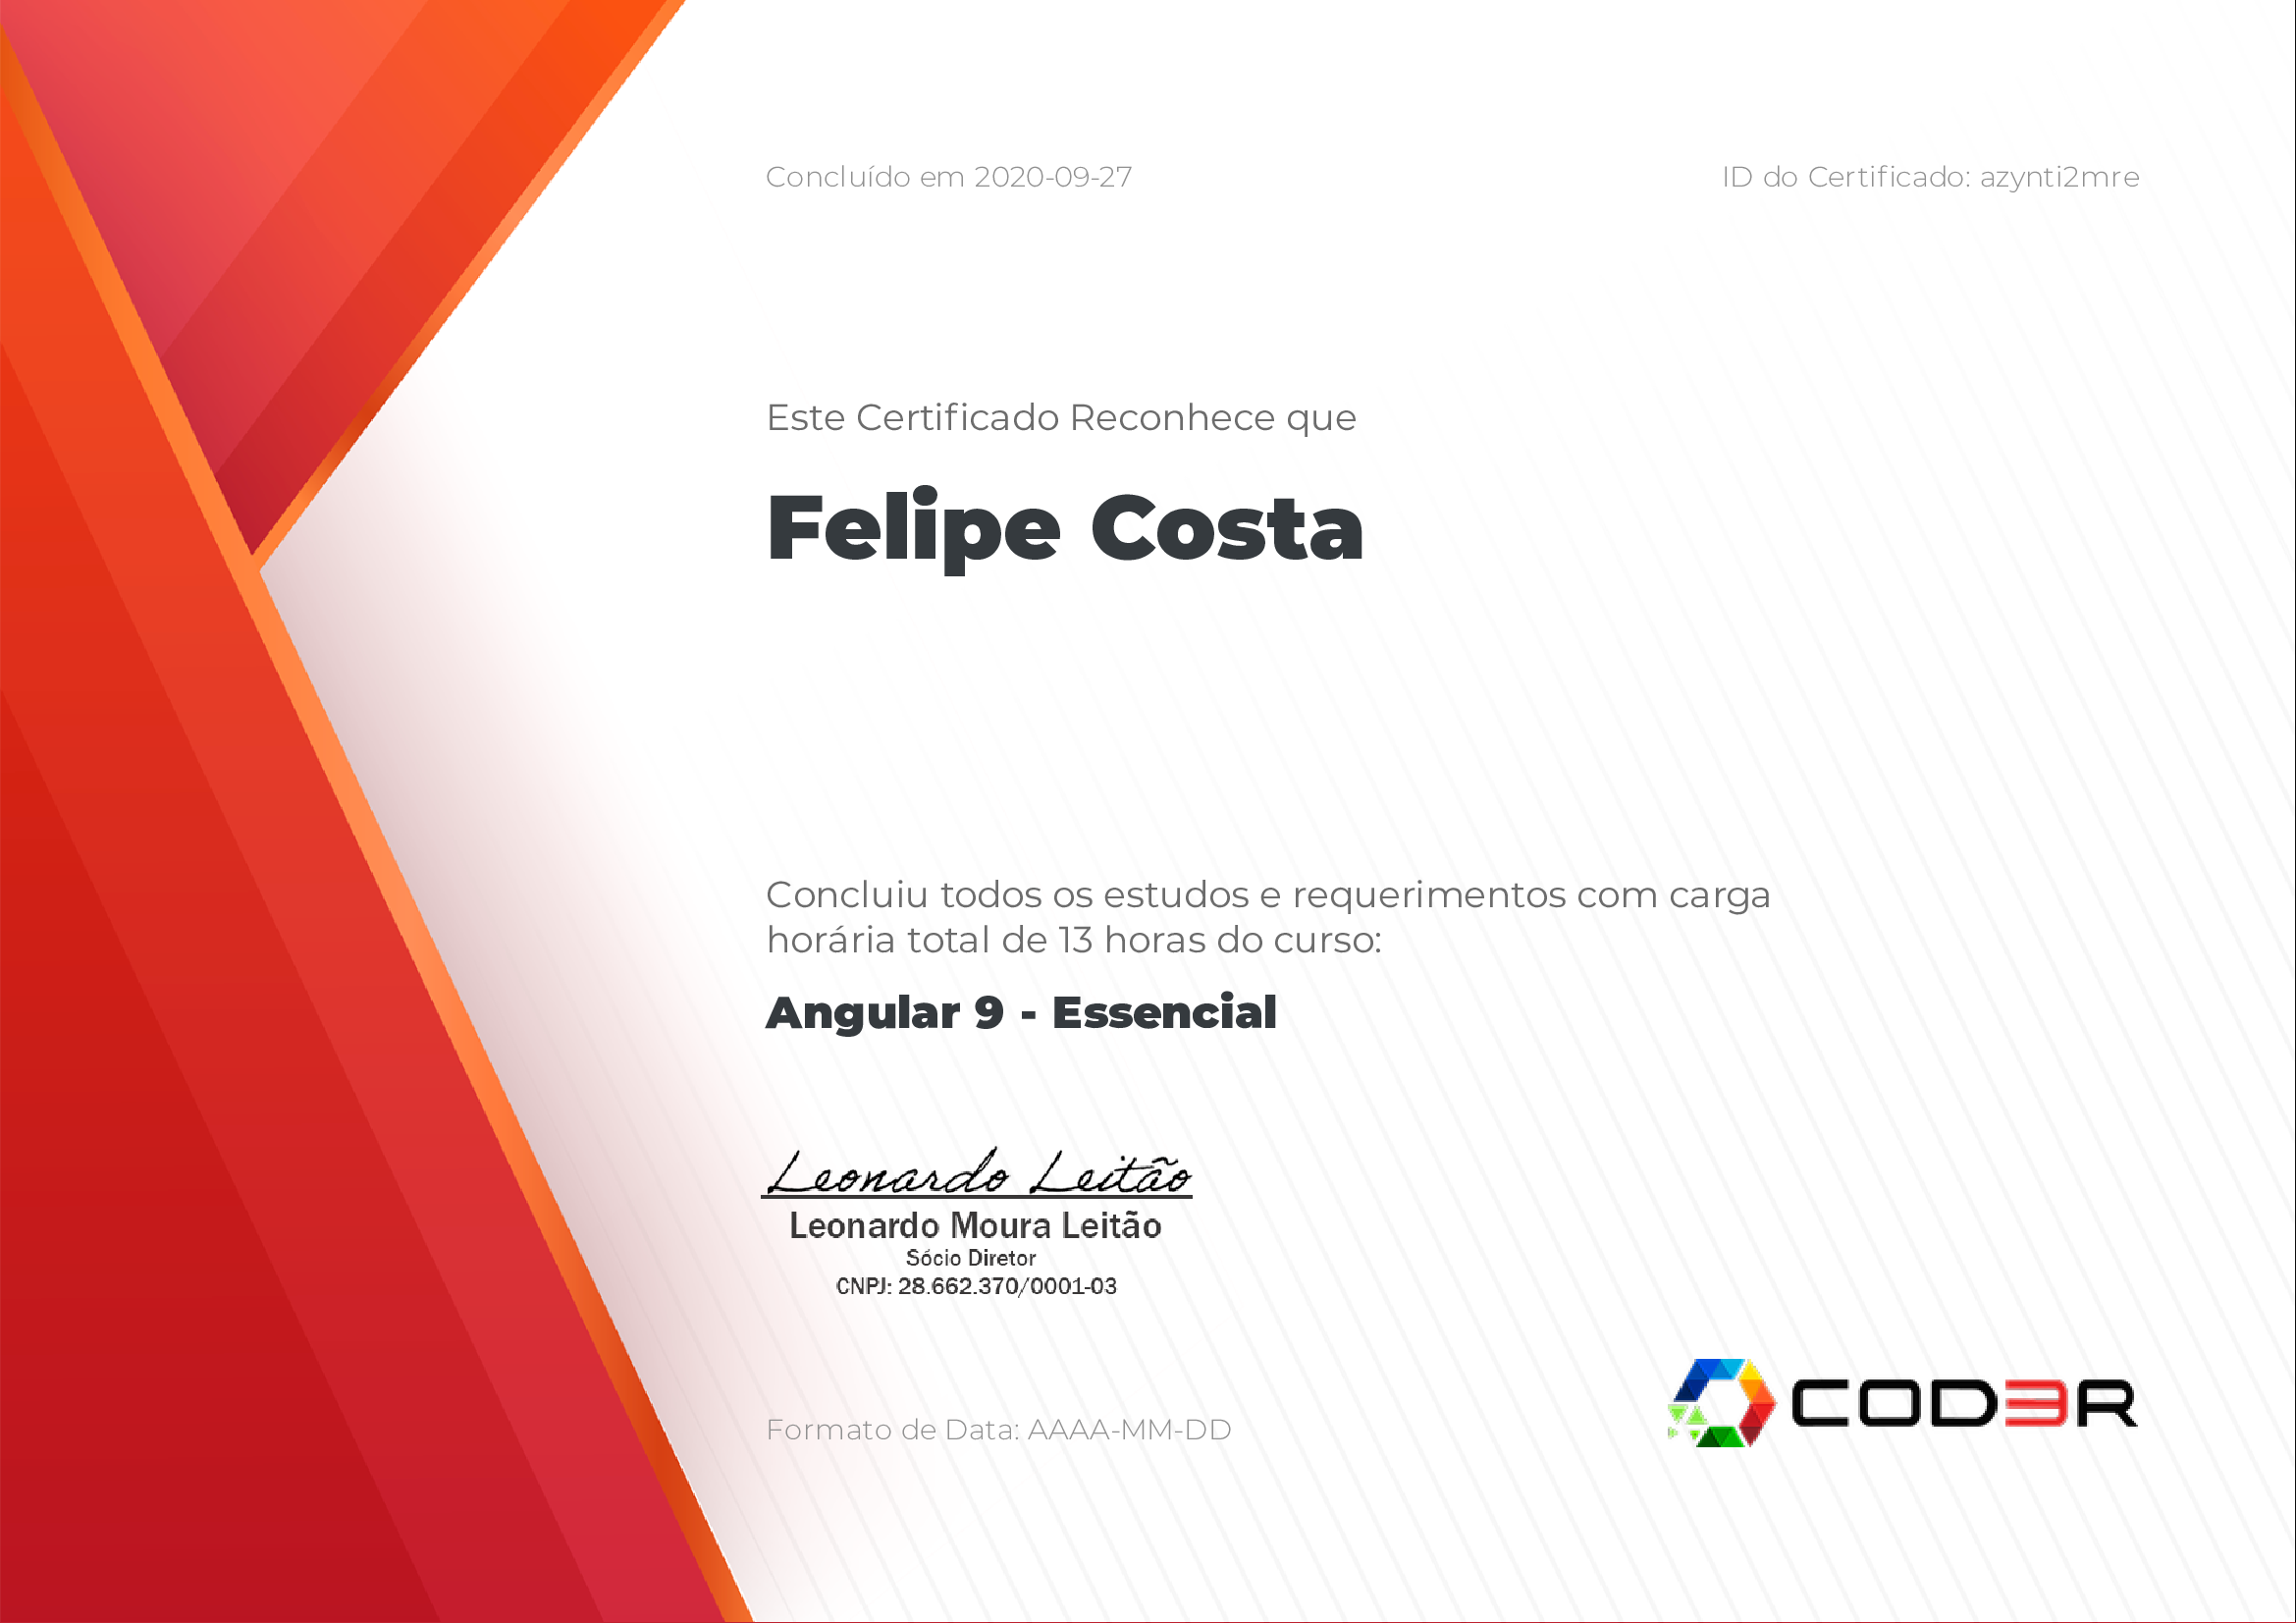 Concluído em 2020-09-27
ID do Certificado: azynti2mre
Este Certificado Reconhece que
Felipe Costa
Concluiu todos os estudos e requerimentos com carga
horária total de 13 horas do curso:
Angular 9 - Essencial
Leonardo Leitão
Leonardo Moura Leitão
Sócio Diretor
CNPJ: 28.662.370/0001-03
Formato de Data: AAAA-MM-DD
COD3R